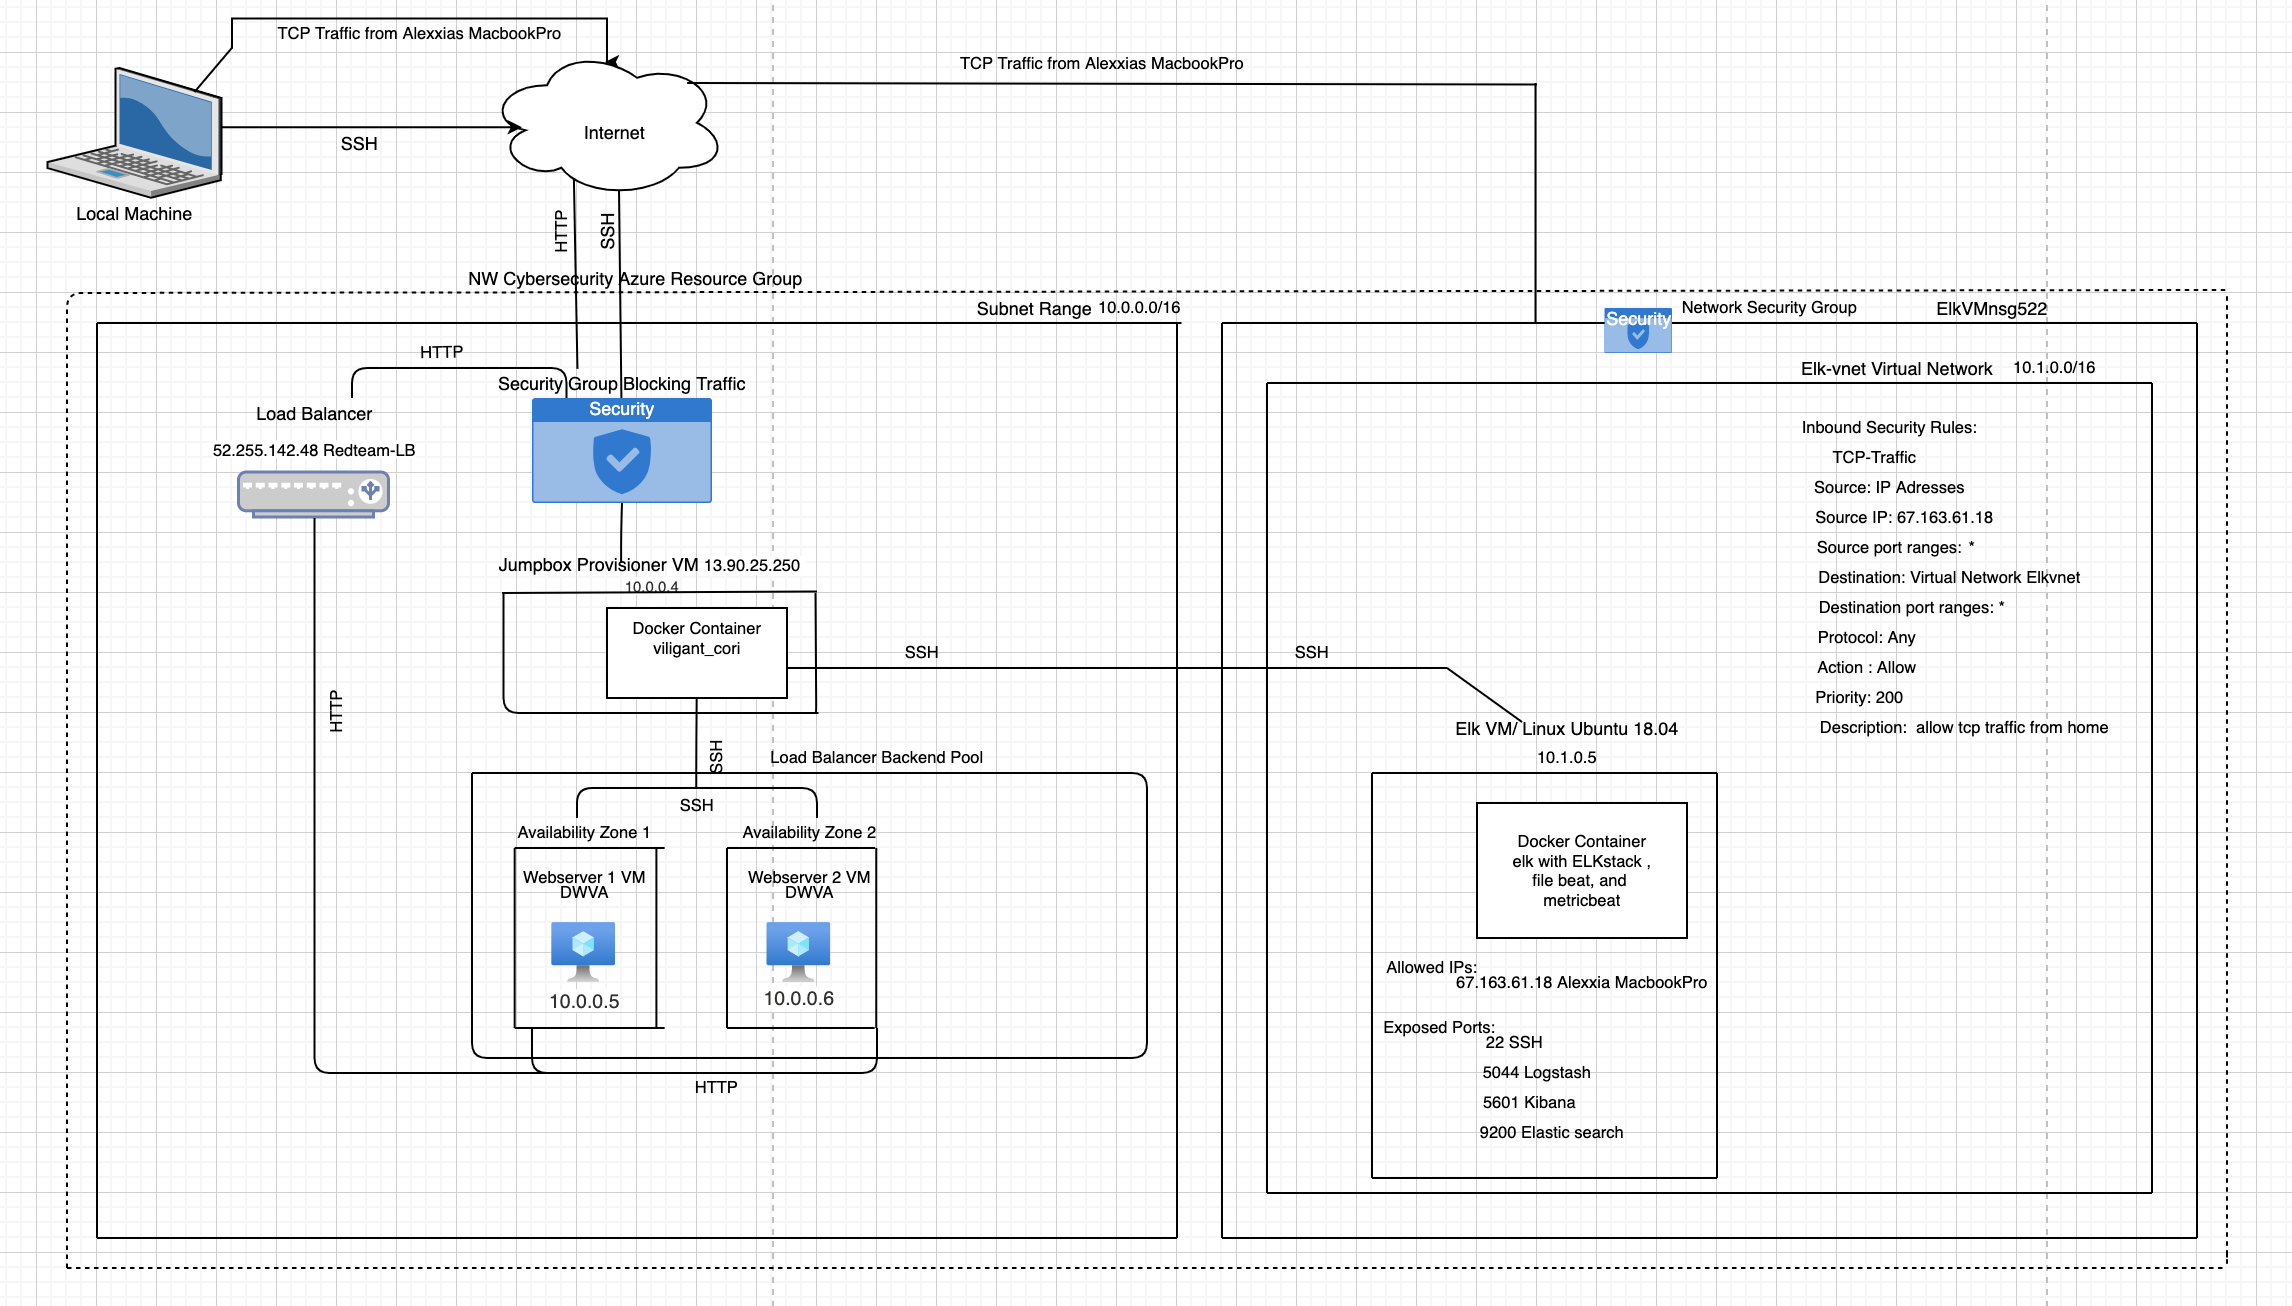 TCP Traffic from Alexxias MacbookPro
TCP Traffic from Alexxias MacbookPro
Internet
SSH
Local Machine
HTTP
SSH
NW Cybersecurity Azure Resource Group
Subnet Range 10.0.0.0/16
HTTP
Security Group Blocking Traffic
Security
Load Balancer
52.255.142.48 Redteam-LB
Jumpbox Provisioner VM 13.90.25.250
10.0.0.4
Docker Container
viligant_cori
SSH
SSH
HTTP
SSH
Load Balancer Backend Pool
SSH
Availability Zone 1
Availability Zone 2
Webserver 1 VM
DWVA
10.0.0.5
Webserver 2 VM
DWVA
10.0.0.6
HTTP
Security
Network Security Group
ElkVMnsg522
Elk-vnet Virtual Network 10.1.0.0/16
Inbound Security Rules:
TCP-Traffic
Source: IP Adresses
Source IP: 67.163.61.18
Source port ranges: *
Destination: Virtual Network Elkvnet
Destination port ranges: *
Protocol: Any
Action : Allow
Priority: 200
Description: allow tcp traffic from home
Elk VM/ Linux Ubuntu 18.04
10.1.0.5
Docker Container
elk with ELKstack ,
file beat, and
metricbeat
Allowed IPs:
67.163.61.18 Alexxia MacbookPro
Exposed Ports:
22 SSH
5044 Logstash
5601 Kibana
9200 Elastic search